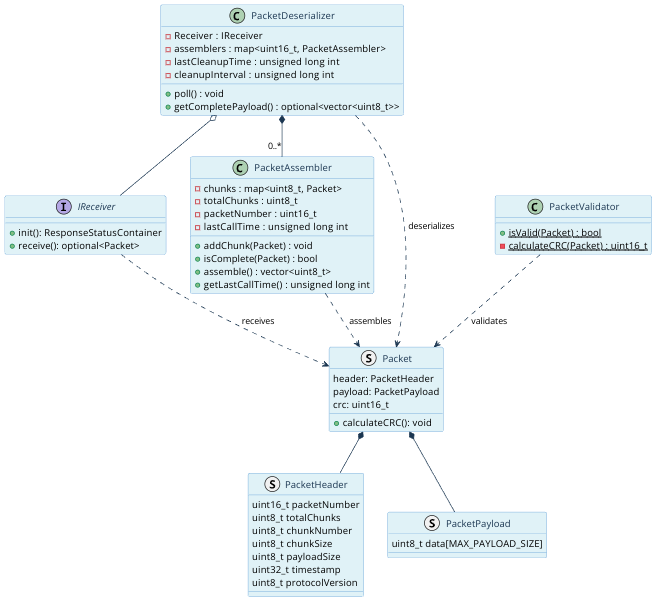 C PacketDeserializer
Receiver : IReceiver
assemblers : map<uint16_t, PacketAssembler>
lastCleanupTime : unsigned long int
cleanupInterval : unsigned long int
poll() : void
getCompletePayload() : optional<vector<uint8_t>>
0..*
C PacketAssembler
chunks : map<uint8_t, Packet>
totalChunks : uint8_t
packetNumber : uint16_t
lastCallTime : unsigned long int
addChunk(Packet) : void
isComplete(Packet) : bool
assemble() : vector<uint8_t>
getLastCallTime() : unsigned long int
I IReceiver
init(): ResponseStatusContainer
receive(): optional<Packet>
C PacketValidator
isValid(Packet) : bool
calculateCRC(Packet) : uint16_t
deserializes
receives
assembles
validates
S Packet
header: PacketHeader
payload: PacketPayload
crc: uint16_t
calculateCRC(): void
S PacketHeader
uint16_t packetNumber
uint8_t totalChunks
uint8_t chunkNumber
uint8_t chunkSize
uint8_t payloadSize
uint32_t timestamp
uint8_t protocolVersion
S PacketPayload
uint8_t data[MAX_PAYLOAD_SIZE]